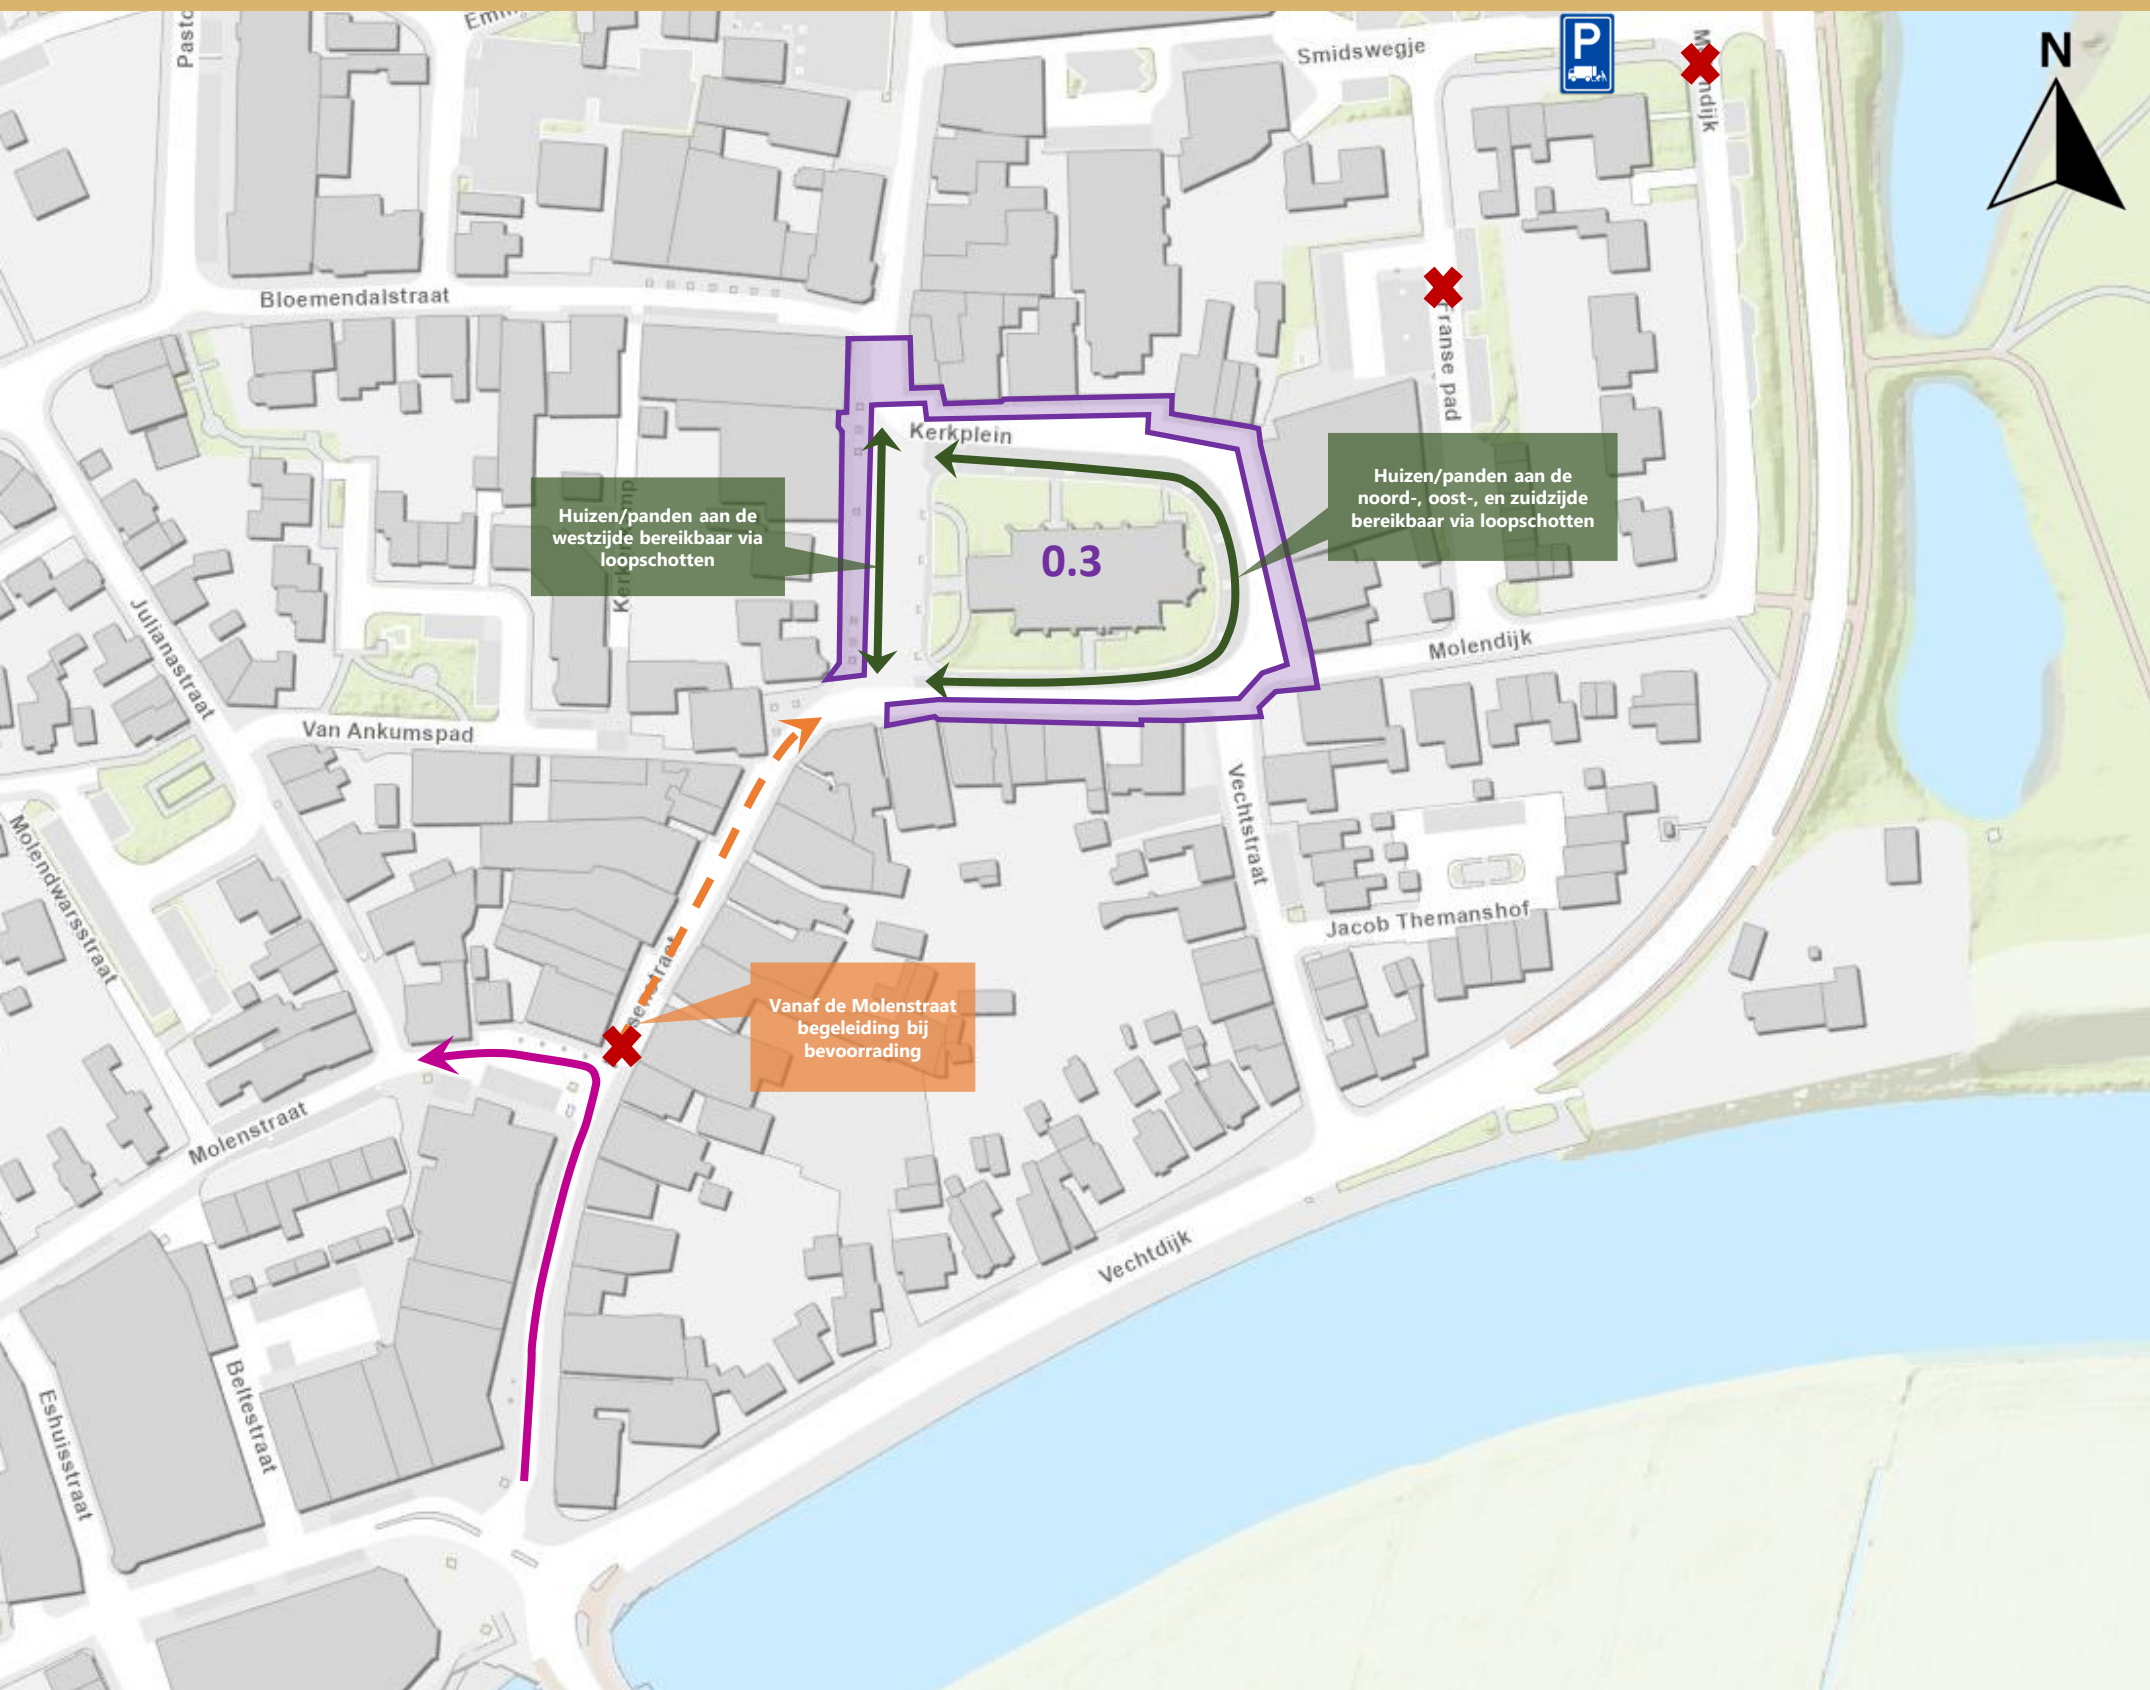 Smidswegje
P
N
Bloemendalstraat
Kerkplein
Huizen/panden aan de
noord-, oost-, en zuidzijde
bereikbaar via loopschotten
Huizen/panden aan de
westzijde bereikbaar via
loopschotten
0.3
Julianastraat
Molendijk
Van Ankumspad
Vechtstraat
Molendwarsstraat
Jacob Themanshof
Vanaf de Molenstraat
begeleiding bij
bevoorrading
Molenstraat
Vechtdijk
Beltestraat
Eshuisstraat